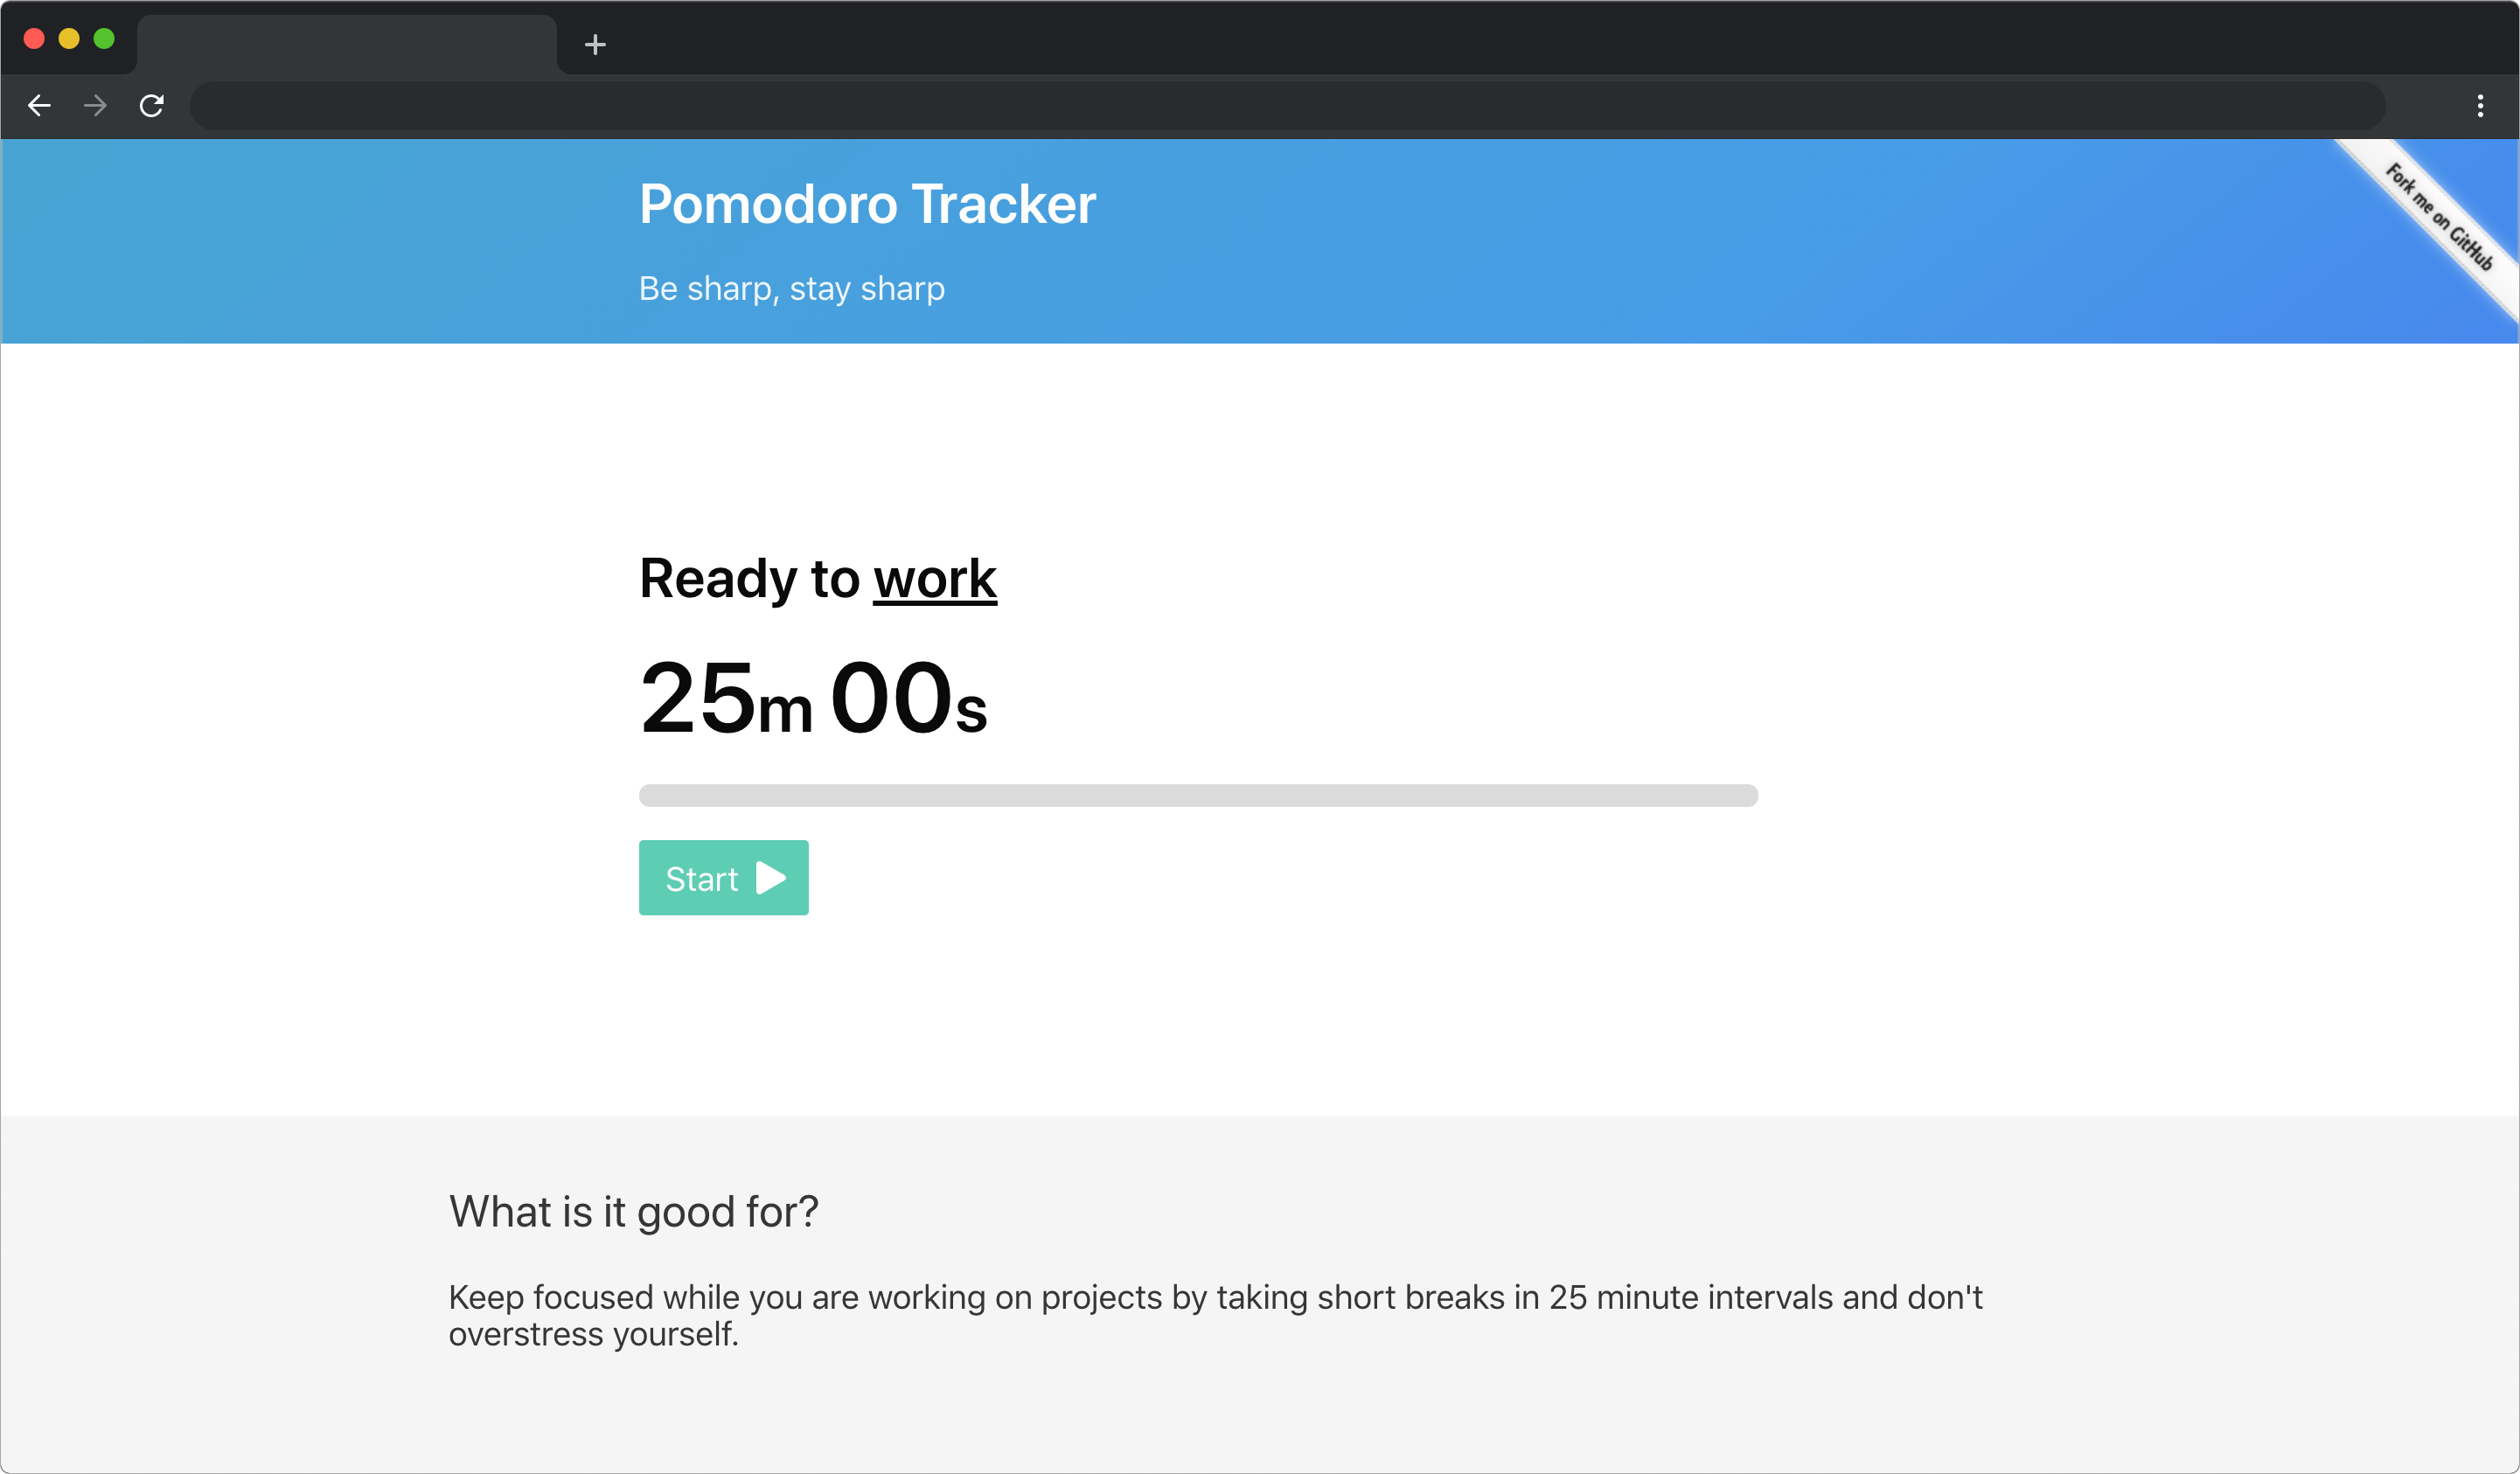 Pomodoro Tracker
Fork me on GitHub
Be sharp, stay sharp
Ready to work
25m 00s
Start
What is it good for?
Keep focused while you are working on projects by taking short breaks in 25 minute intervals and don't
overstress yourself.